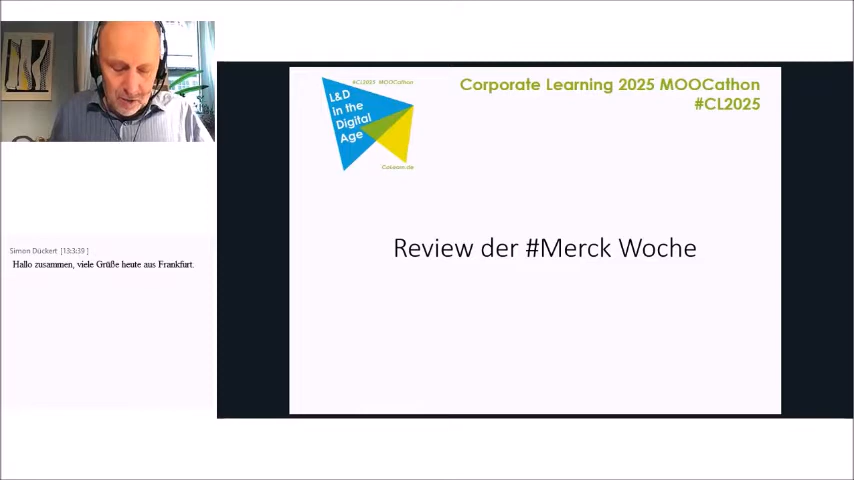 #CL2025 MOOCathon
L&D
in the
Digital
Age
CoLearn.de
Corporate Learning 2025 MOOCathon
#CL2025
Review der #Merck Woche
Simon Dückert [13:3:39 ]
Hallo zusammen, viele Grüße heute aus Frankfurt.